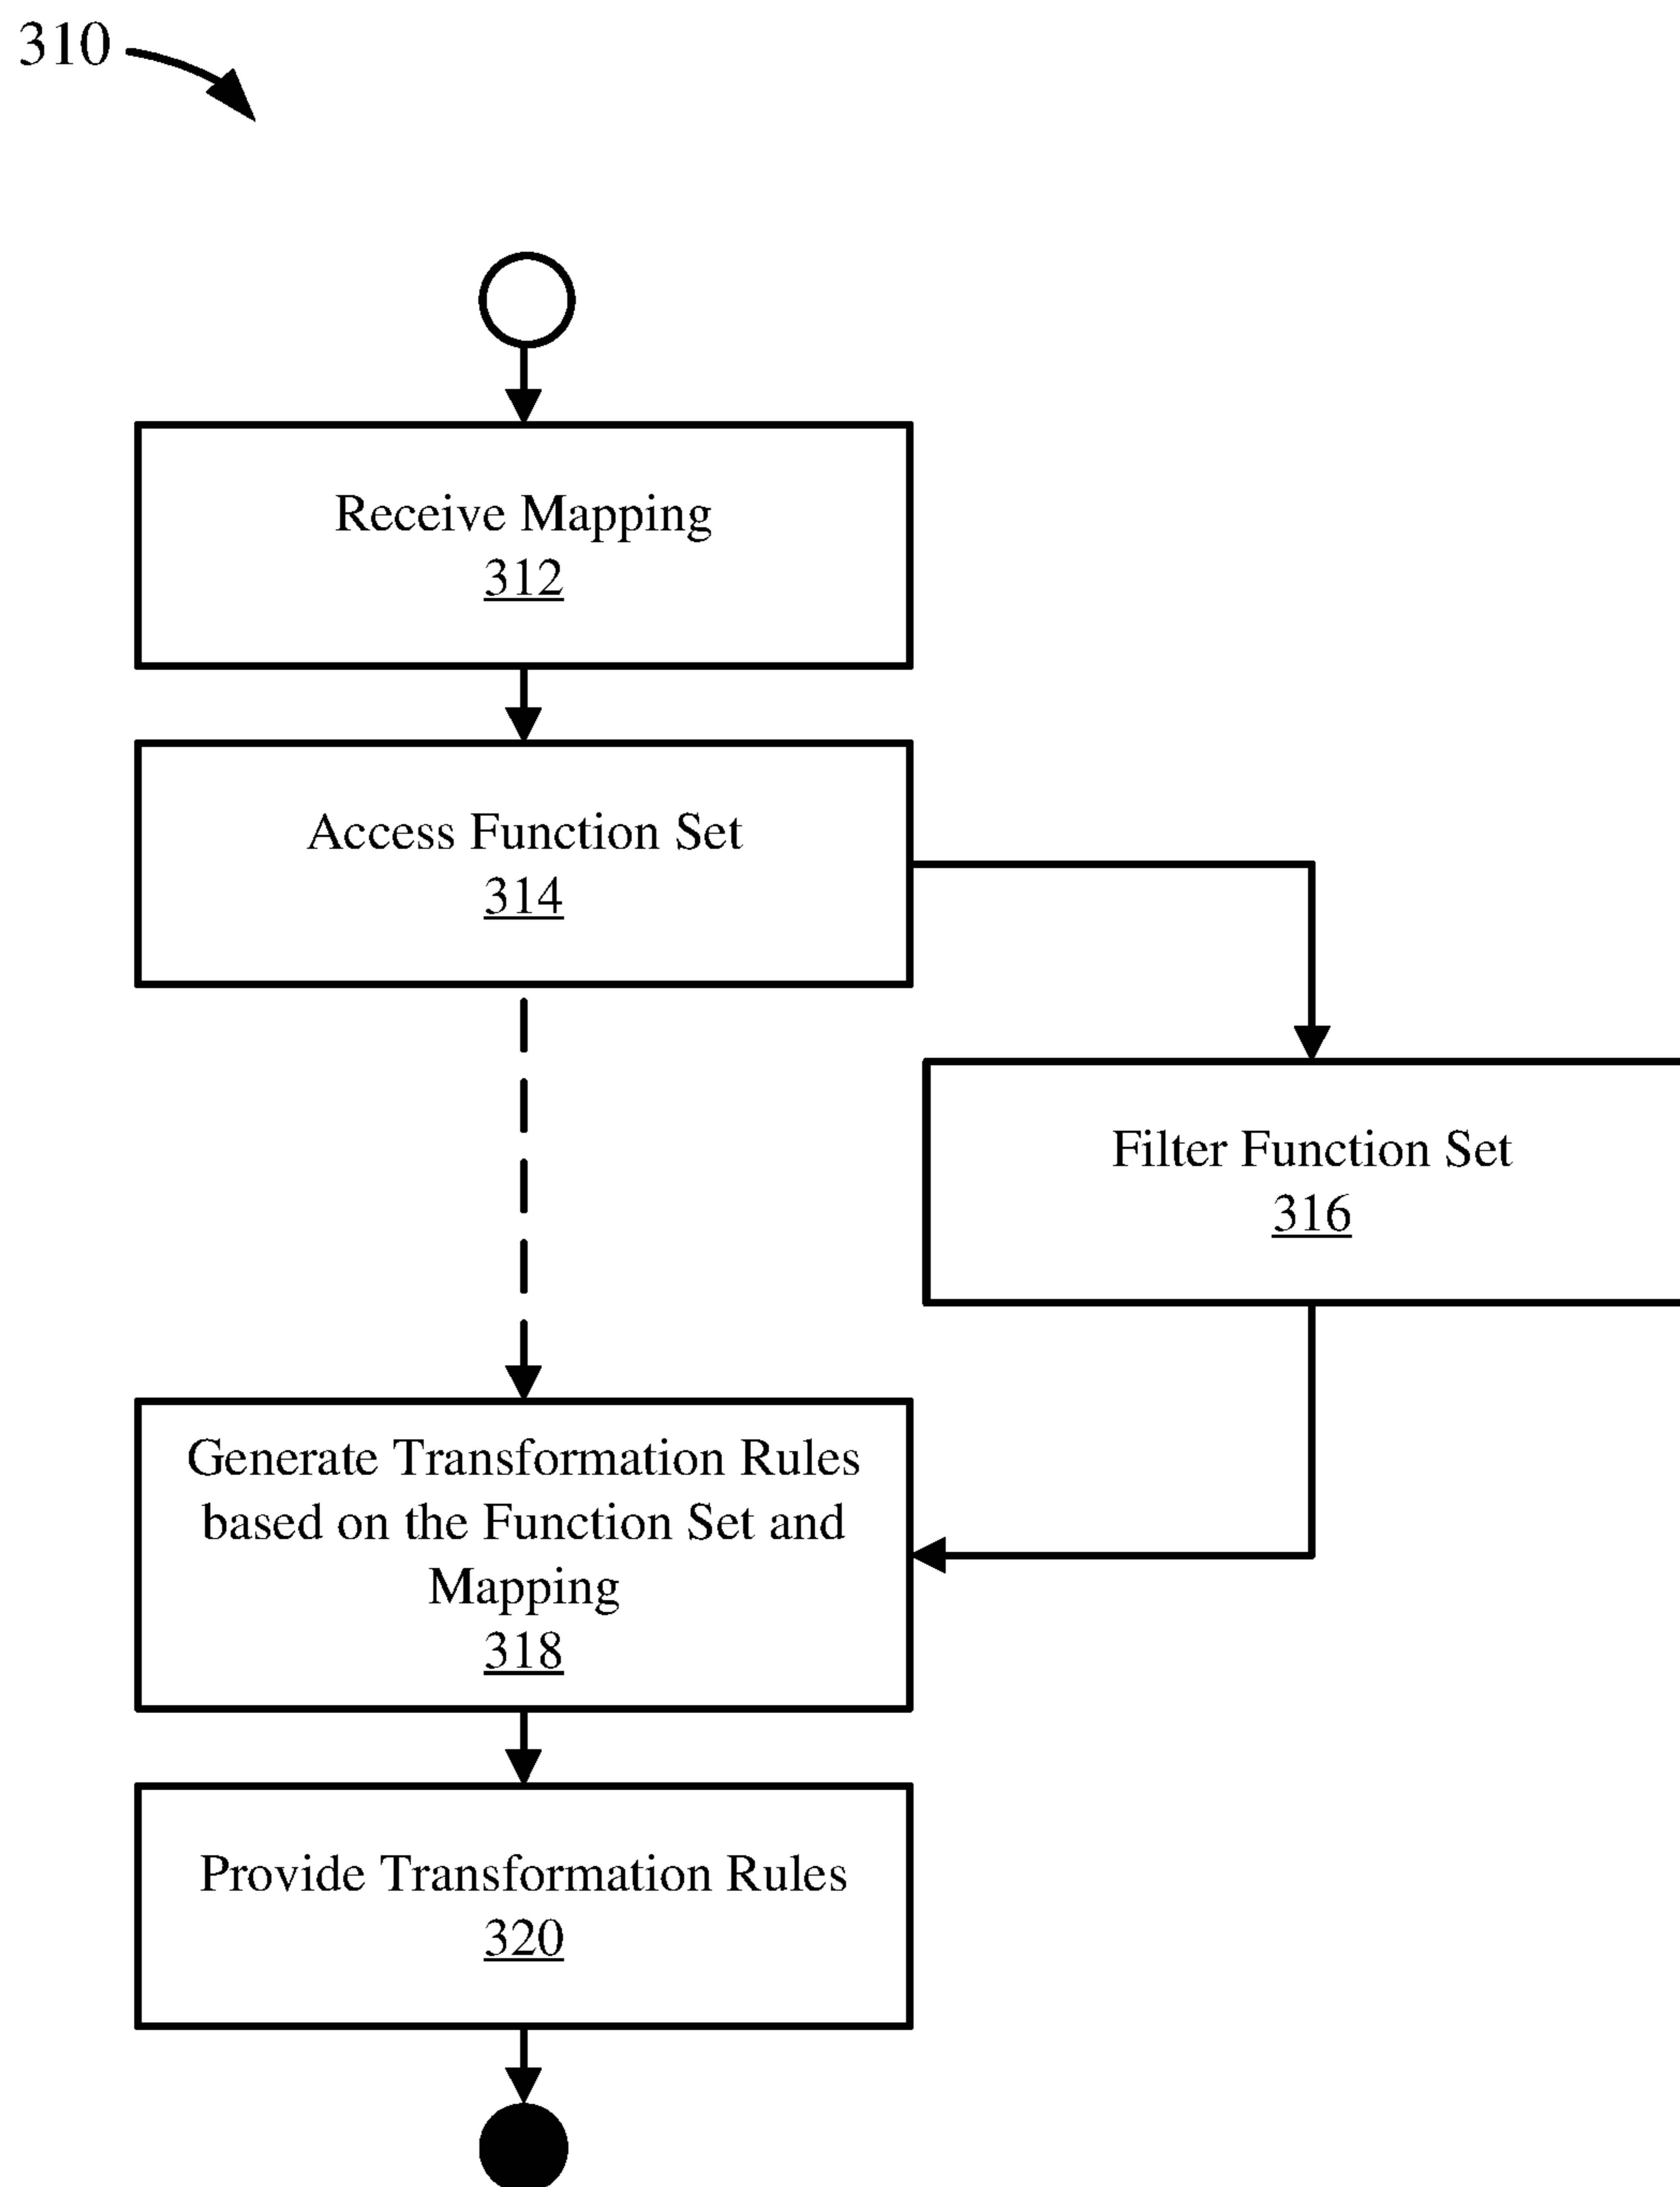 310
Receive Mapping
312
Access Function Set
314
Filter Function Set
316
Generate Transformation Rules
based on the Function Set and
Mapping
318
Provide Transformation Rules
320